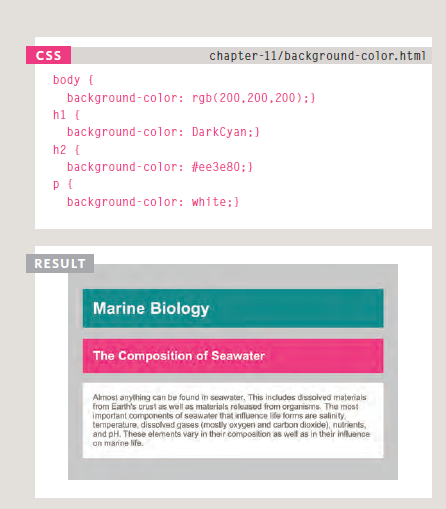 CSS
chapter-11/background-color.html
body {
  background-color: rgb(200,200,200);}
h1 {
  background-color: DarkCyan;}
h2 {
  background-color: #ee3e80;}
p {
  background-color: white;}
RESULT
Marine Biology
The Composition of Seawater
Almost anything can be found in seawater. This includes dissolved materials
from Earth's crust as well as materials released from organisms. The most
important components of seawater that influence life forms are salinity,
temperature, dissolved gases (mostly oxygen and carbon dioxide), nutrients,
and pH. These elements vary in their composition as well as in their influence
on marine life.